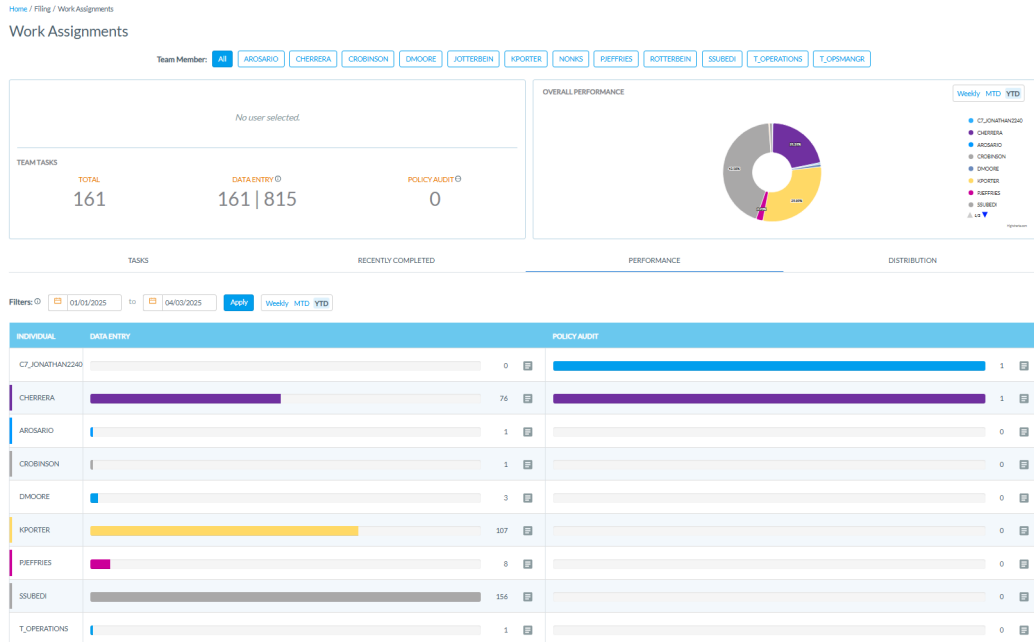 Home / Filing / Work Assignments
Work Assignments
Team Member: All AROSARIO CHERRERA CROBINSON DMOORE JOTTERBEIN KPORTER NONKS PJEFFRIES ROTTERBEIN SSUBEDI T_OPERATIONS T_OPSMANGR
No user selected.
TEAM TASKS
TOTAL DATA ENTRY POLICY AUDIT
161 161 | 815 0
OVERALL PERFORMANCE
Weekly MTD YTD
C7_JONATHAN2240
CHERRERA
AROSARIO
CROBINSON
DMOORE
KPORTER
PJEFFRIES
SSUBEDI
1/2
TASKS RECENTLY COMPLETED PERFORMANCE DISTRIBUTION
Filters: 01/01/2025 to 04/03/2025 Apply Weekly MTD YTD
INDIVIDUAL DATA ENTRY POLICY AUDIT
C7_JONATHAN2240 0 1
CHERRERA 76 1
AROSARIO 1 0
CROBINSON 1 0
DMOORE 3 0
KPORTER 107 0
PJEFFRIES 8 0
SSUBEDI 156 0
T_OPERATIONS 1 0